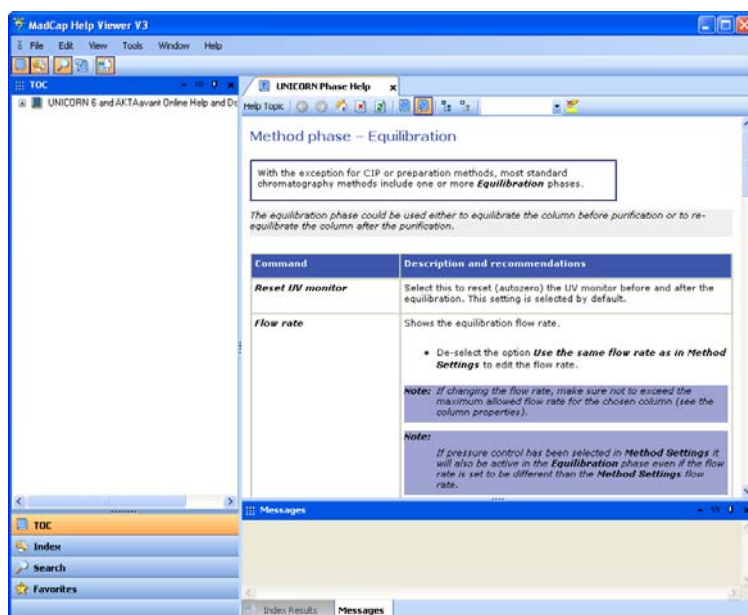 MadCap Help Viewer V3
File Edit View Tools Window Help
TOC
UNICORN 6 and AKTAavant Online Help and Do
UNICORN Phase Help
Help Topic
Method phase – Equilibration
With the exception for CIP or preparation methods, most standard
chromatography methods include one or more Equilibration phases.
The equilibration phase could be used either to equilibrate the column before purification or to re-
equilibrate the column after the purification.
Command Description and recommendations
Reset UV monitor Select this to reset (autozero) the UV monitor before and after the
equilibration. This setting is selected by default.
Flow rate Shows the equilibration flow rate.
• De-select the option Use the same flow rate as in Method
Settings to edit the flow rate.
Note: If changing the flow rate, make sure not to exceed the
maximum allowed flow rate for the chosen column (see the
column properties).
Note:
If pressure control has been selected in Method Settings it
will also be active in the Equilibration phase even if the flow
rate is set to be different than the Method Settings flow
rate.
TOC
Index
Search
Favorites
Messages
Index Results Messages